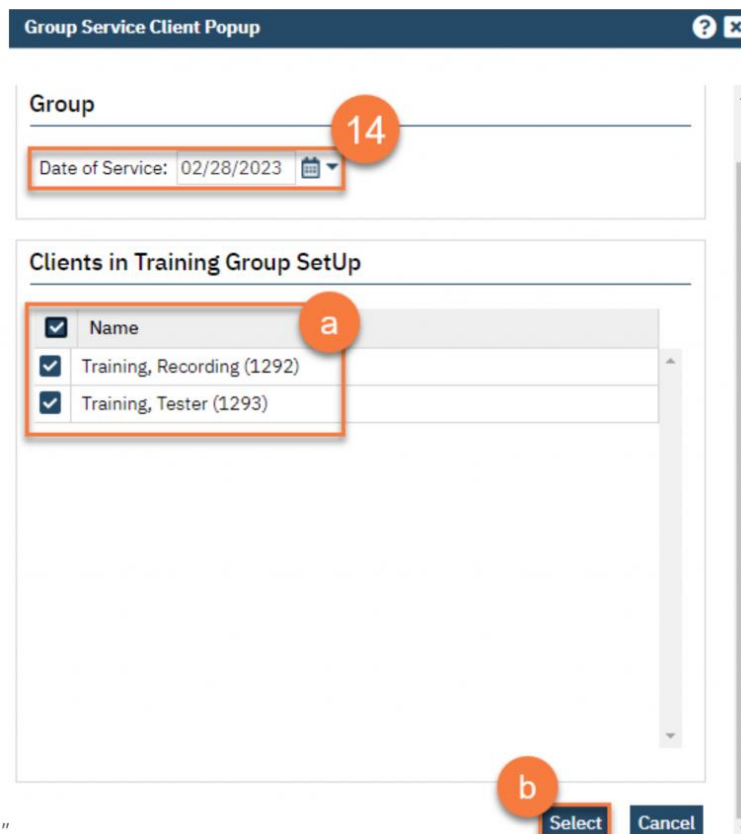 Group Service Client Popup ?
Group
14
Date of Service: 02/28/2023
Clients in Training Group SetUp
a
Name
Training, Recording (1292)
Training, Tester (1293)
b
Select Cancel
"